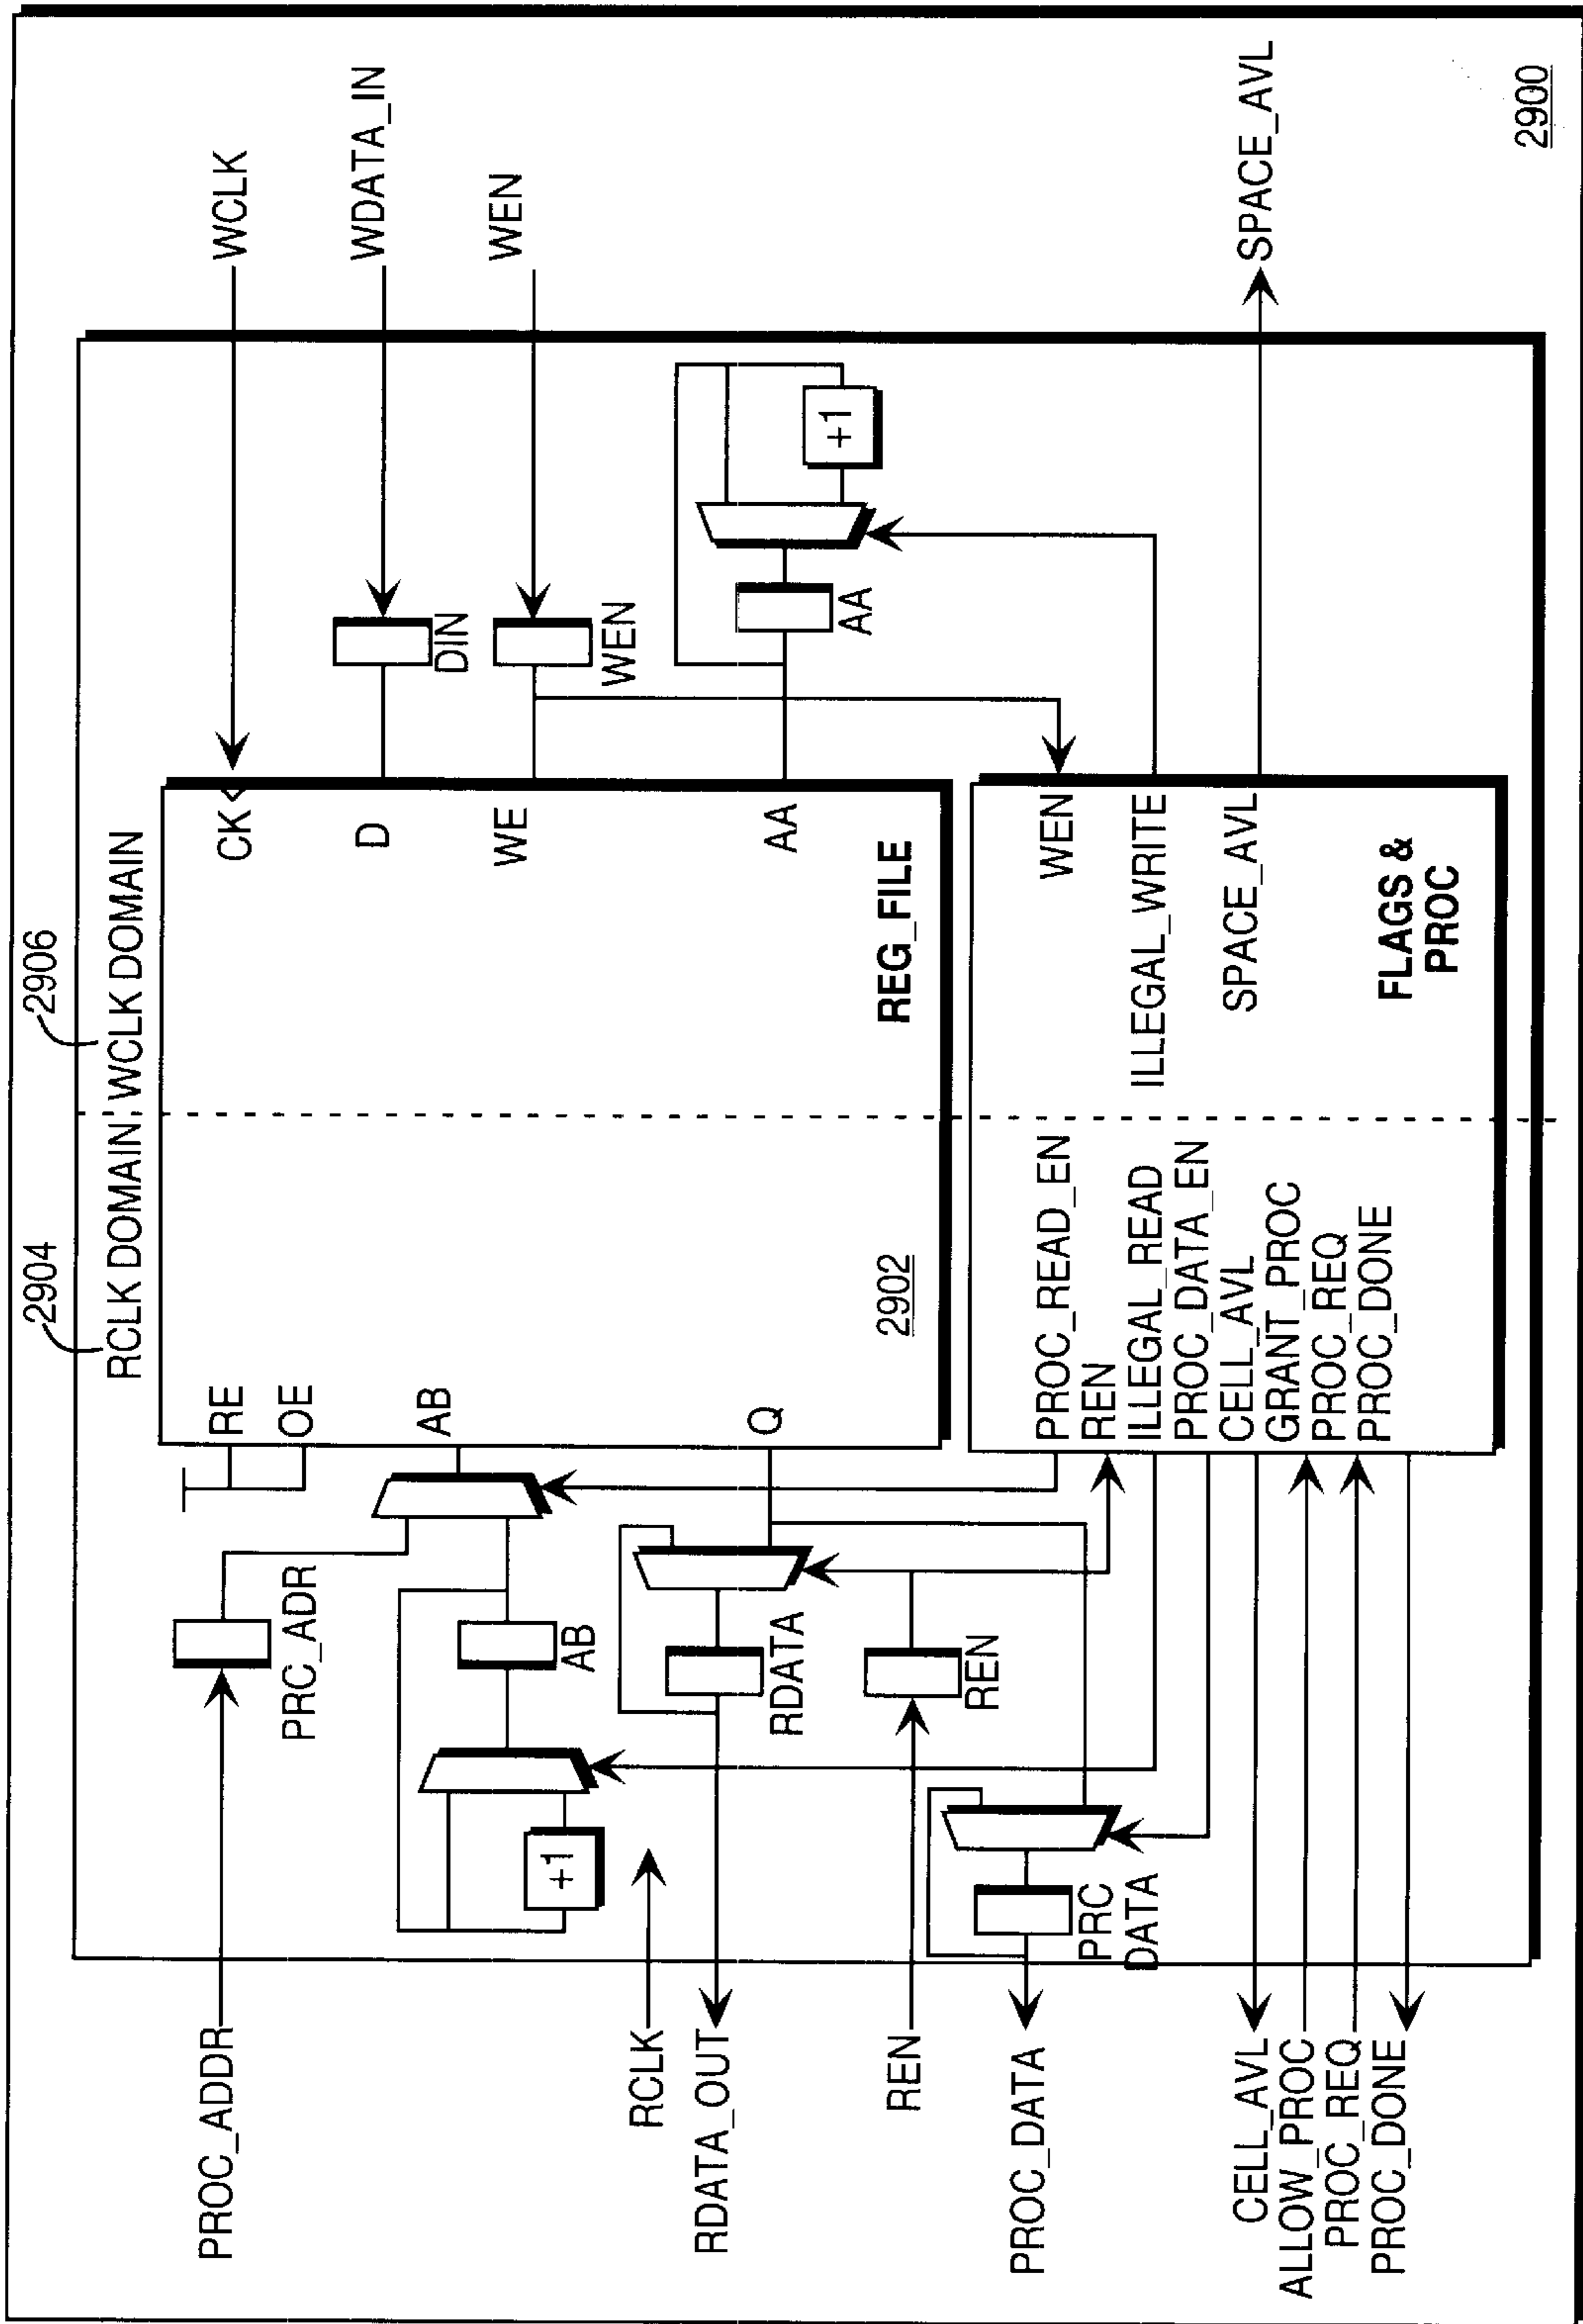 2904
2906
RCLK DOMAIN
WCLK DOMAIN
PROC_ADDR
PRC_ADR
RE
OE
AB
AB
+1
RCLK
RDATA_OUT
RDATA
Q
REN
REN
PROC_DATA
PRC
DATA
CELL_AVL
ALLOW_PROC
PROC_REQ
PROC_DONE
2902
REG_FILE
CK
D
WE
AA
WCLK
WDATA_IN
DIN
WEN
WEN
AA
+1
PROC_READ_EN
REN
ILLEGAL_READ
PROC_DATA_EN
CELL_AVL
GRANT_PROC
PROC_REQ
PROC_DONE
WEN
ILLEGAL_WRITE
SPACE_AVL
FLAGS &
PROC
SPACE_AVL
2900